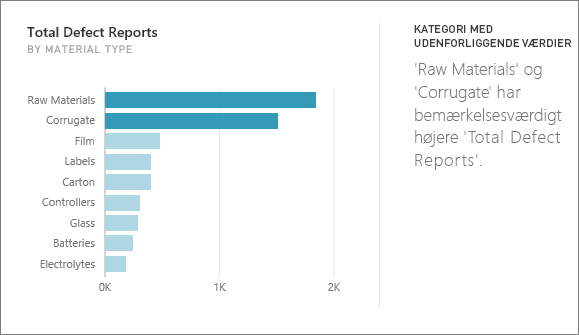 Total Defect Reports
BY MATERIAL TYPE
Raw Materials
Corrugate
Film
Labels
Carton
Controllers
Glass
Batteries
Electrolytes
0K 1K 2K
KATEGORI MED
UDENFORLIGGENDE VÆRDIER
'Raw Materials' og
'Corrugate' har
bemærkelsesværdigt
højere 'Total Defect
Reports'.